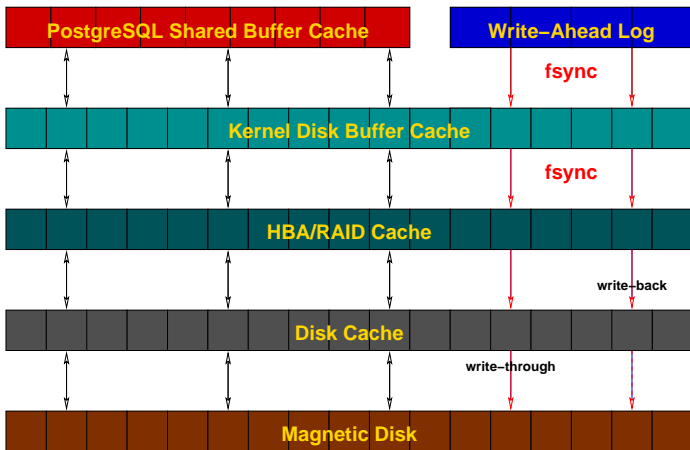 PostgreSQL Shared Buffer Cache
Write−Ahead Log
fsync
Kernel Disk Buffer Cache
fsync
HBA/RAID Cache
write−back
Disk Cache
write−through
Magnetic Disk